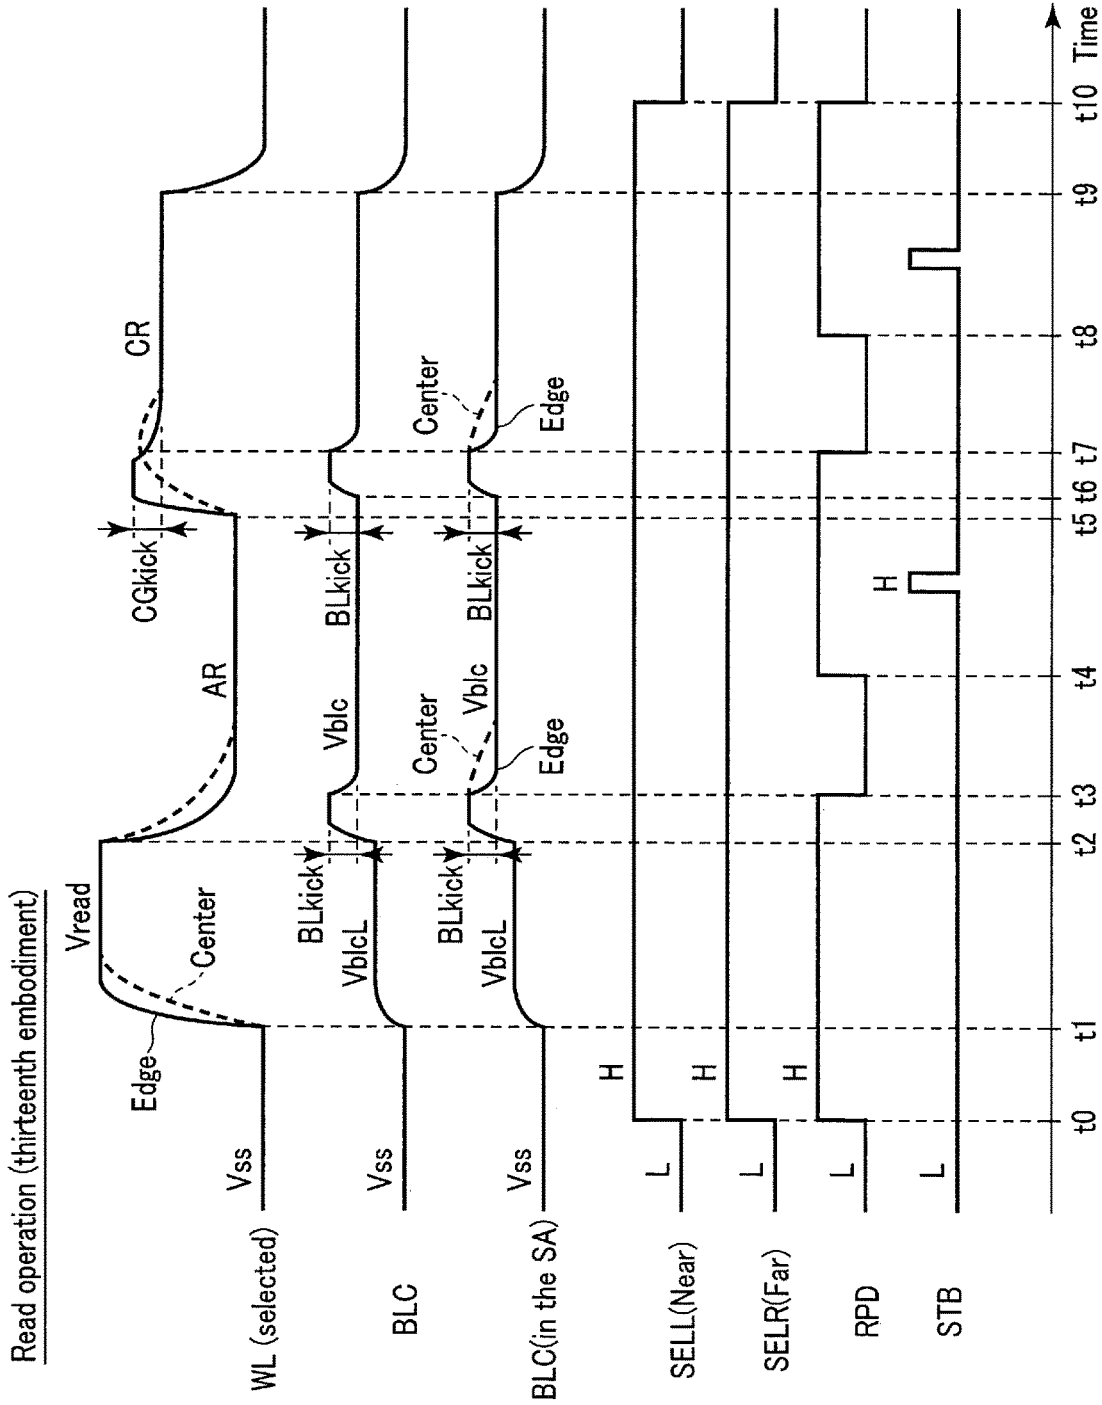 Read operation (thirteenth embodiment)
WL (selected)
Vss
Edge
Center
Vread
AR
CGkick
CR
BLC
Vss
VblcL
BLkick
Vblc
BLkick
BLC(in the SA)
Vss
VblcL
BLkick
Center
Edge
Vblc
BLkick
Center
Edge
SELL(Near)
L
H
SELR(Far)
L
H
RPD
L
H
STB
L
H
t0
t1
t2
t3
t4
t5
t6
t7
t8
t9
t10
Time